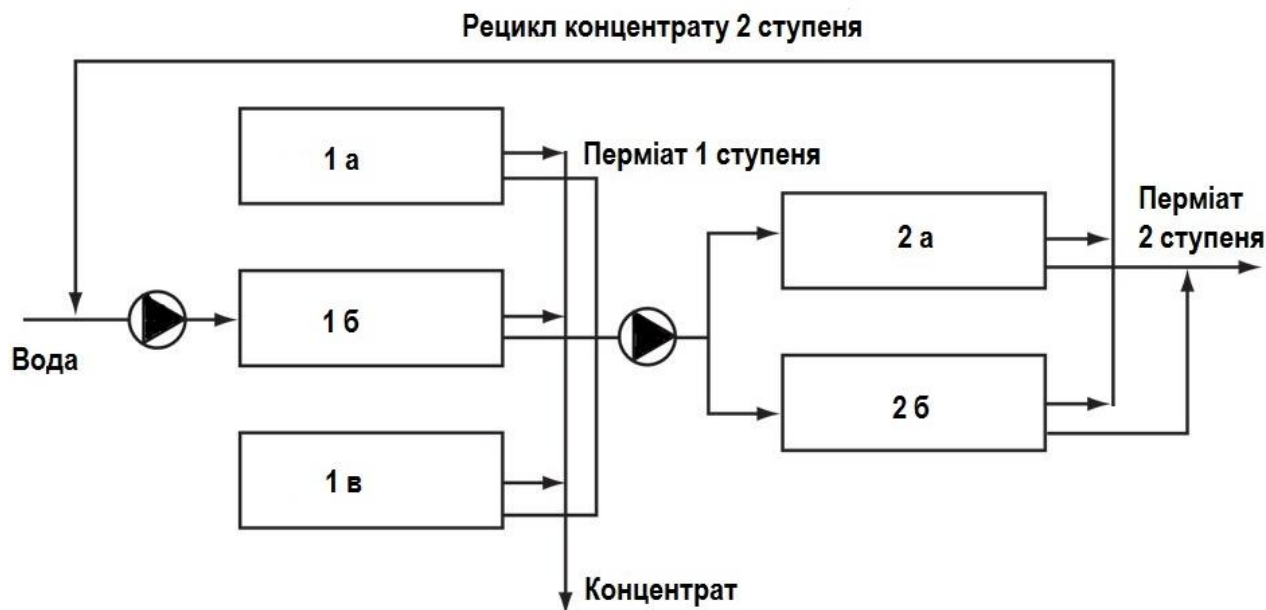 Рецикл концентрату 2 ступеня
1 а
Перміат 1 ступеня
2 а
Перміат
2 ступеня
1 б
Вода
2 б
1 в
Концентрат